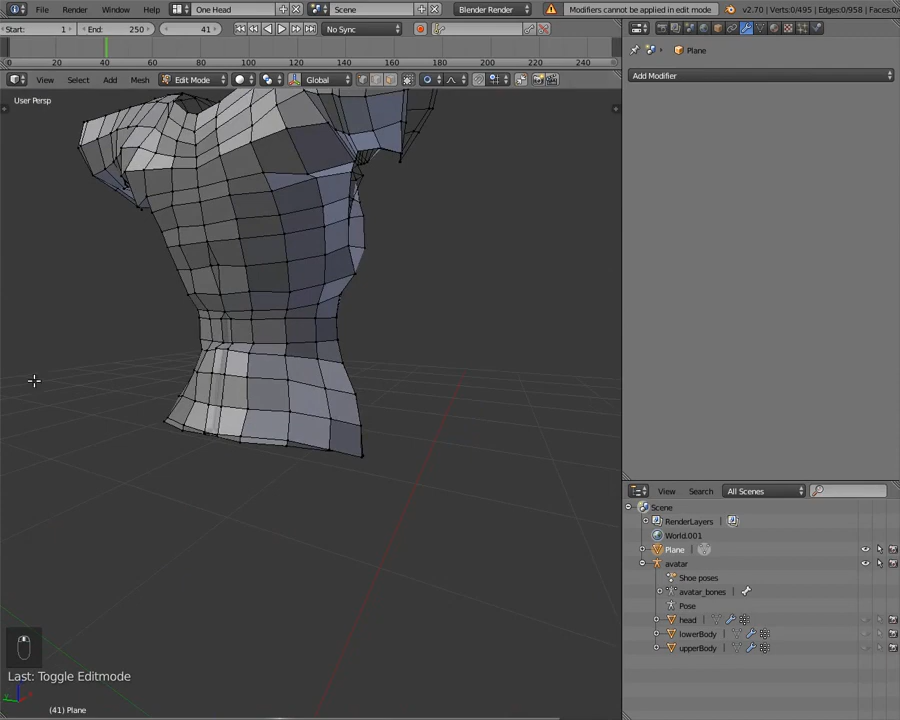 File Render Window Help One Head Scene Blender Render Modifiers cannot be applied in edit mode v2.70 | Verts:0/495 | Edges:0/958 |
Start: 1 End: 250 41 No Sync
0 20 40 60 80 100 120 140 160 180 200 220 240
View Select Add Mesh Edit Mode Global
User Persp
Plane
Add Modifier
View Search All Scenes
Scene
RenderLayers |
World.001
Plane |
avatar
Shoe poses
avatar_bones |
Pose
head |
lowerBody |
upperBody |
Last: Toggle Editmode
(41) Plane